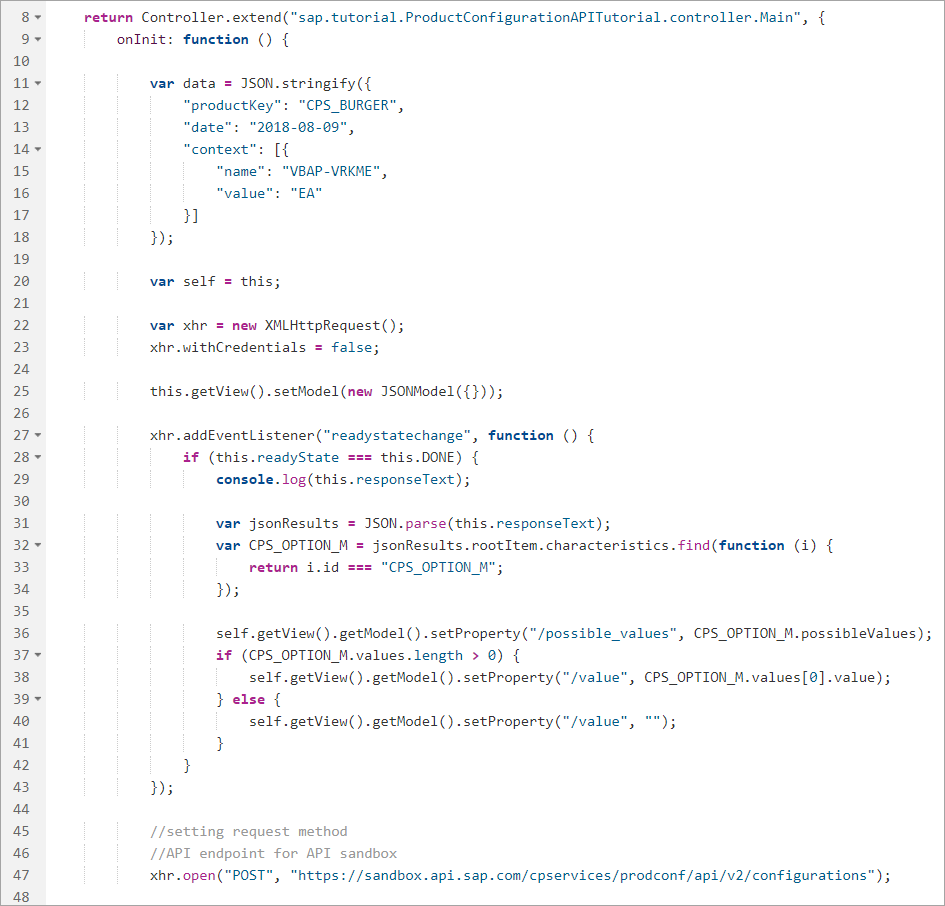 8 return Controller.extend("sap.tutorial.ProductConfigurationAPITutorial.controller.Main", {
9 onInit: function () {
10
11 var data = JSON.stringify({
12 "productKey": "CPS_BURGER",
13 "date": "2018-08-09",
14 "context": [{
15 "name": "VBAP-VRKME",
16 "value": "EA"
17 }]
18 });
19
20 var self = this;
21
22 var xhr = new XMLHttpRequest();
23 xhr.withCredentials = false;
24
25 this.getView().setModel(new JSONModel({}));
26
27 xhr.addEventListener("readystatechange", function () {
28 if (this.readyState === this.DONE) {
29 console.log(this.responseText);
30
31 var jsonResults = JSON.parse(this.responseText);
32 var CPS_OPTION_M = jsonResults.rootItem.characteristics.find(function (i) {
33 return i.id === "CPS_OPTION_M";
34 });
35
36 self.getView().getModel().setProperty("/possible_values", CPS_OPTION_M.possibleValues);
37 if (CPS_OPTION_M.values.length > 0) {
38 self.getView().getModel().setProperty("/value", CPS_OPTION_M.values[0].value);
39 } else {
40 self.getView().getModel().setProperty("/value", "");
41 }
42 }
43 });
44
45 //setting request method
46 //API endpoint for API sandbox
47 xhr.open("POST", "https://sandbox.api.sap.com/cpservices/prodconf/api/v2/configurations");
48